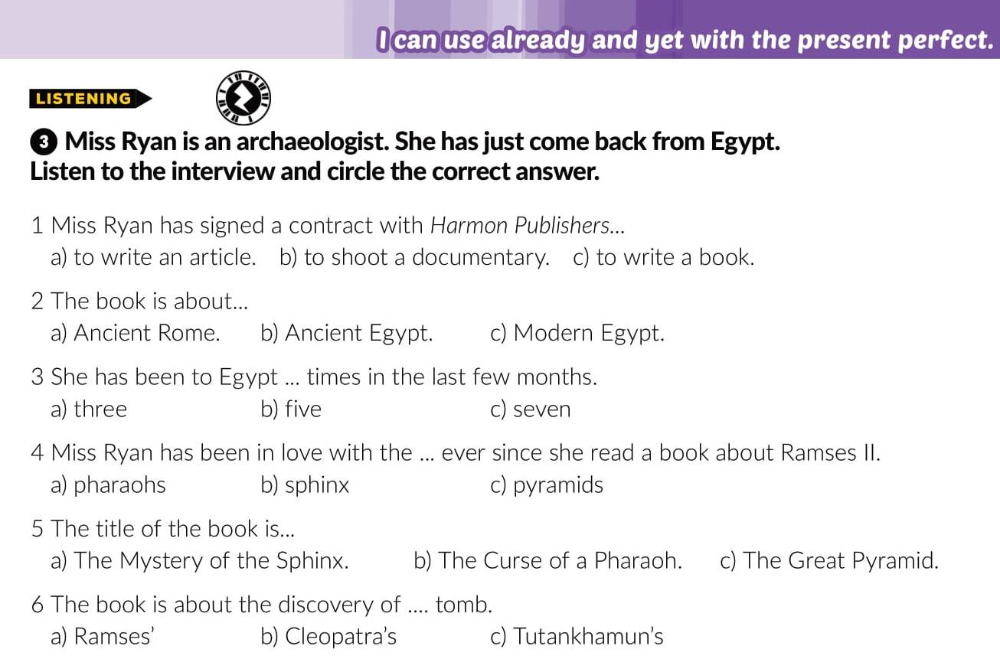 I can use already and yet with the present perfect.
LISTENING
3 Miss Ryan is an archaeologist. She has just come back from Egypt.
Listen to the interview and circle the correct answer.
1 Miss Ryan has signed a contract with Harmon Publishers...
a) to write an article. b) to shoot a documentary. c) to write a book.
2 The book is about...
a) Ancient Rome. b) Ancient Egypt. c) Modern Egypt.
3 She has been to Egypt ... times in the last few months.
a) three b) five c) seven
4 Miss Ryan has been in love with the ... ever since she read a book about Ramses II.
a) pharaohs b) sphinx c) pyramids
5 The title of the book is...
a) The Mystery of the Sphinx. b) The Curse of a Pharaoh. c) The Great Pyramid.
6 The book is about the discovery of .... tomb.
a) Ramses’ b) Cleopatra’s c) Tutankhamun’s